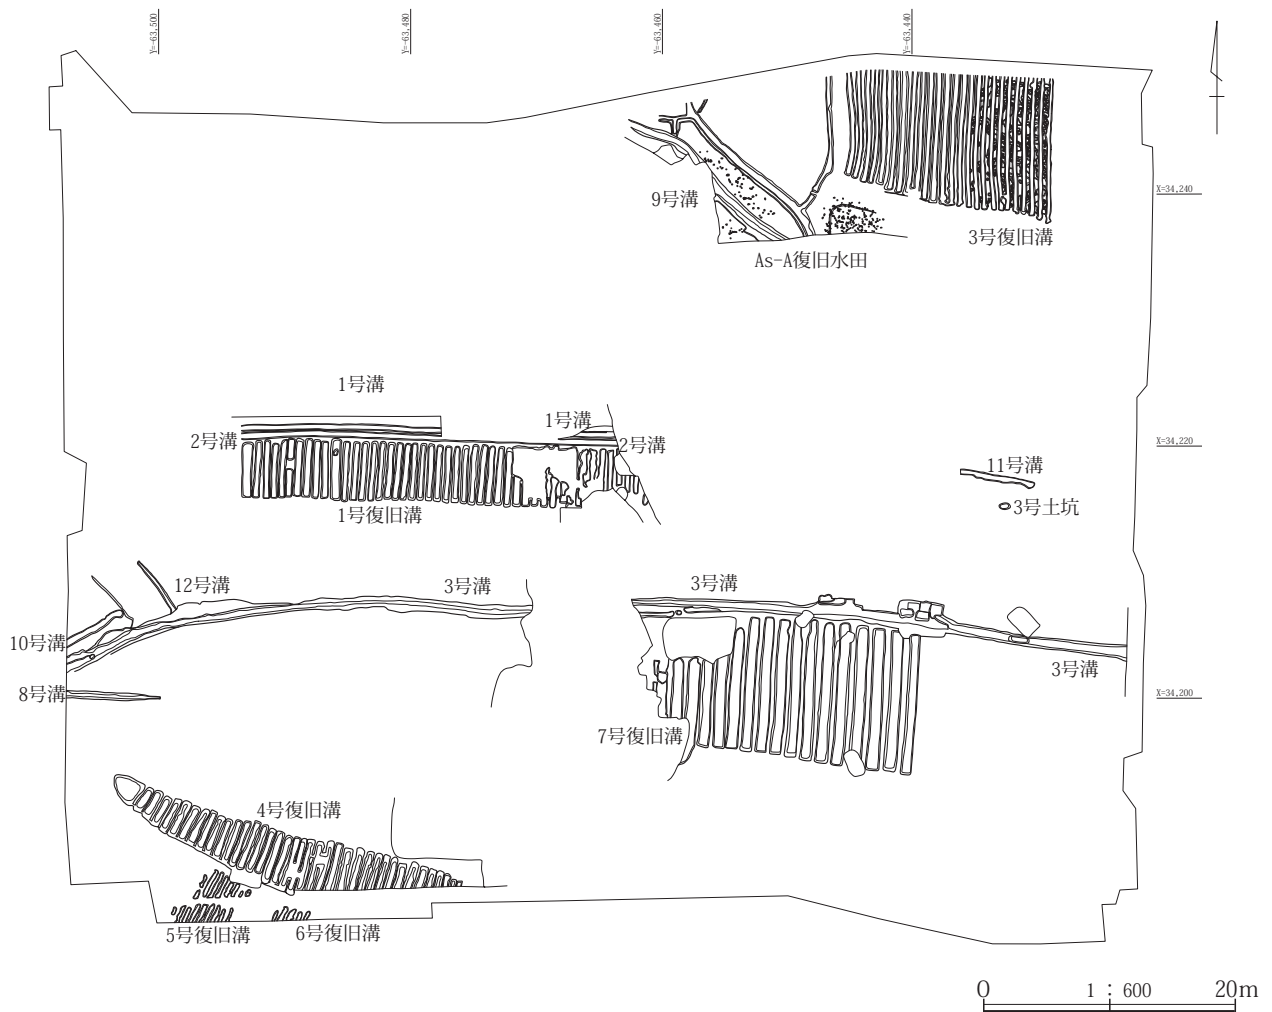 Y=-63,500
Y=-63,480
Y=-63,460
Y=-63,440
X=34,240
9号溝
3号復旧溝
As-A復旧水田
1号溝
1号溝
2号溝
2号溝
X=34,220
11号溝
3号土坑
1号復旧溝
12号溝
3号溝
3号溝
10号溝
3号溝
8号溝
X=34,200
7号復旧溝
4号復旧溝
5号復旧溝
6号復旧溝
0 1 : 600 20m